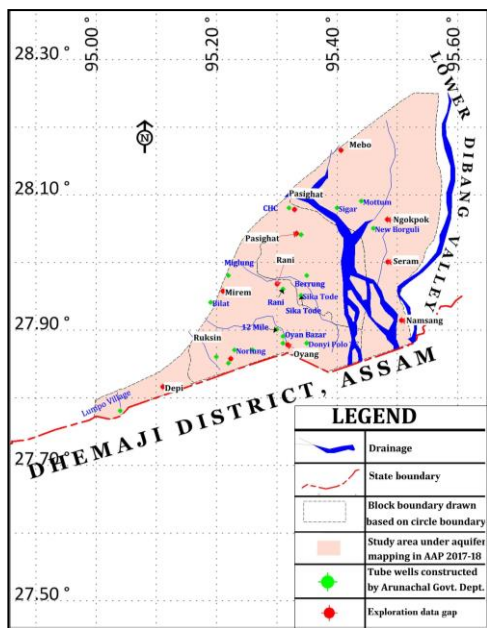 95.00 °
95.20 °
95.40 °
95.60 °
28.30 °
28.10 °
27.90 °
27.70 °
27.50 °
N
LOWER DIBANG VALLEY
Mebo
Pasighat
CHC
Sigar
Mottum
Ngokpok
New Borguli
Pasighat
Seram
Miglung
Rani
Berrung
Mirem
Rani
Sika Tode
Bilat
Sika Tode
Namsang
12 Mile
Ruksin
Oyan Bazar
Donyi Polo
Norlung
Oyang
Depi
Lumpo Village
DHEMAJI DISTRICT, ASSAM
LEGEND
Drainage
State boundary
Block boundary drawn
based on circle boundary
Study area under aquifer
mapping in AAP 2017-18
Tube wells constructed
by Arunachal Govt. Dept.
Exploration data gap